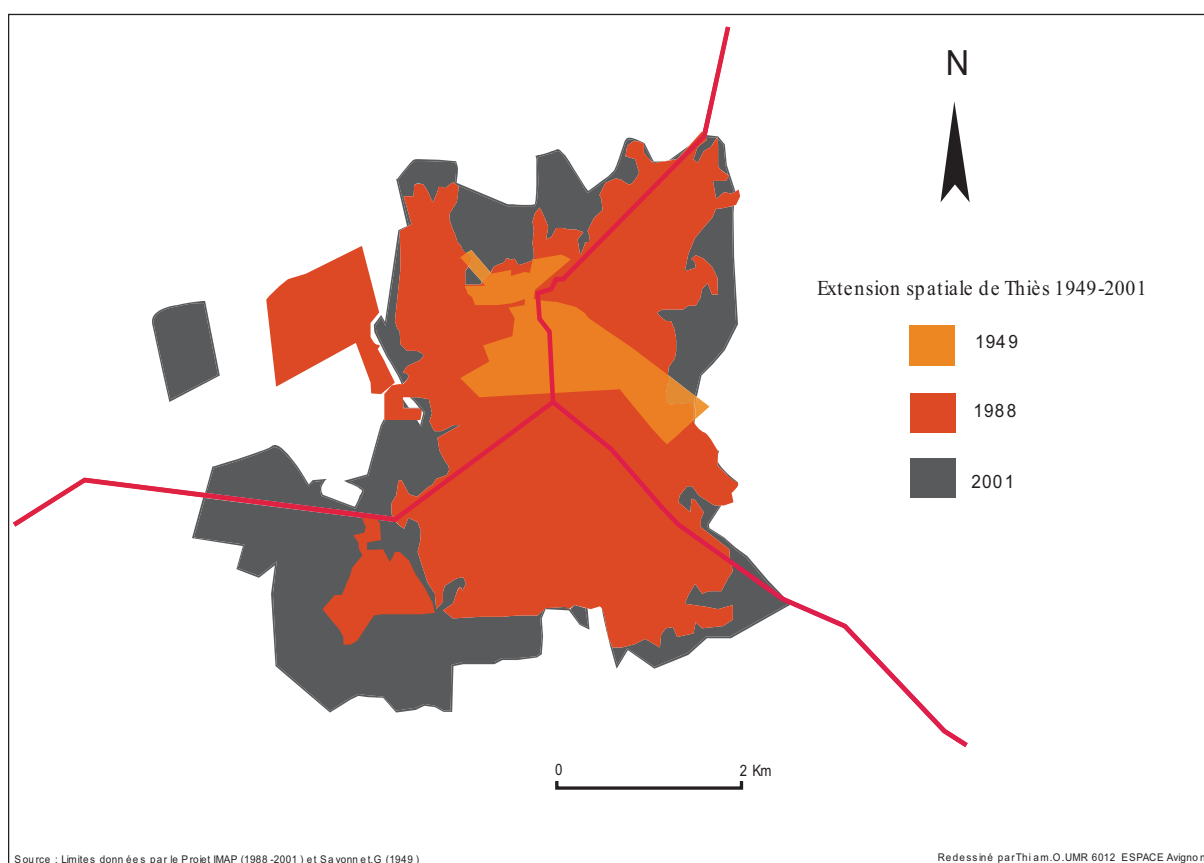 N
Extension spatiale de Thiès 1949-2001
1949
1988
2001
0 2 Km
Source : Limites données par le Projet IMAP (1988-2001) et Savonnet.G (1949)
Redessiné par Thiam.O.UMR 6012 ESPACE Avignon